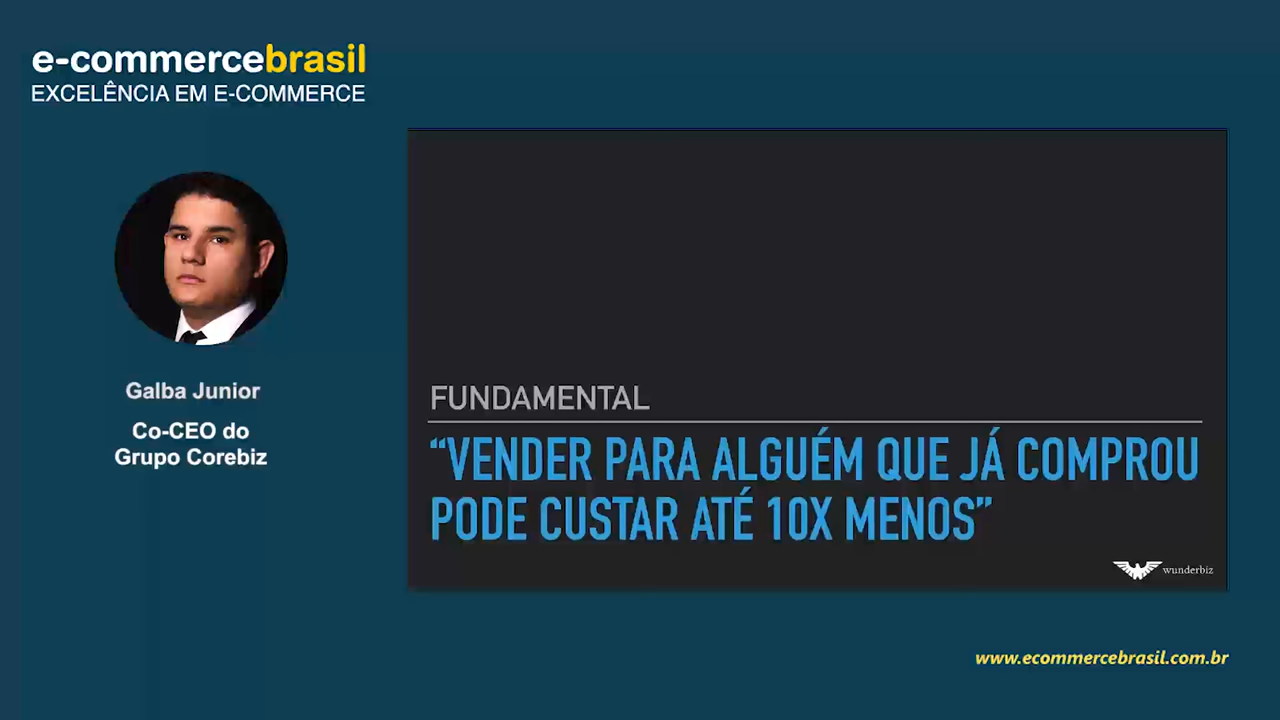 e-commercebrasil
EXCELÊNCIA EM E-COMMERCE
Galba Junior
Co-CEO do
Grupo Corebiz
FUNDAMENTAL
“VENDER PARA ALGUÉM QUE JÁ COMPROU
PODE CUSTAR ATÉ 10X MENOS”
wunderbiz
www.ecommercebrasil.com.br